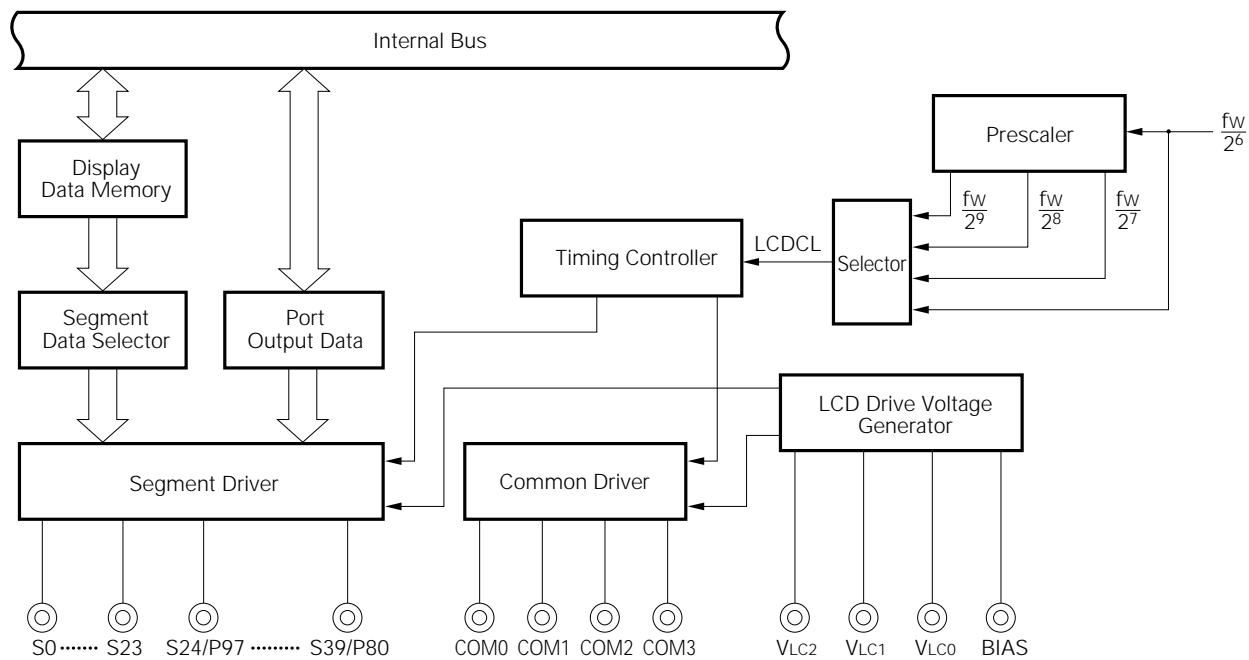 Internal Bus
Prescaler
fW
2⁶
Display
Data Memory
fW
2⁹
fW
2⁸
fW
2⁷
LCDCL
Timing Controller
Selector
Segment
Data Selector
Port
Output Data
LCD Drive Voltage
Generator
Segment Driver
Common Driver
S0 ······· S23 S24/P97 ········· S39/P80 COM0 COM1 COM2 COM3 VLC2 VLC1 VLC0 BIAS